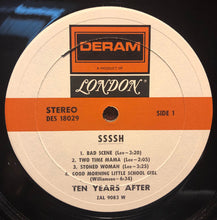 DERAM
A PRODUCT OF
LONDON
STEREO
DES 18029
SIDE 1
SSSSH
1. BAD SCENE (Lee—3:20)
2. TWO TIME MAMA (Lee—2:05)
3. STONED WOMAN (Lee—3:25)
4. GOOD MORNING LITTLE SCHOOL GIRL
(Williamson—6:34)
TEN YEARS AFTER
ZAL 9083 W